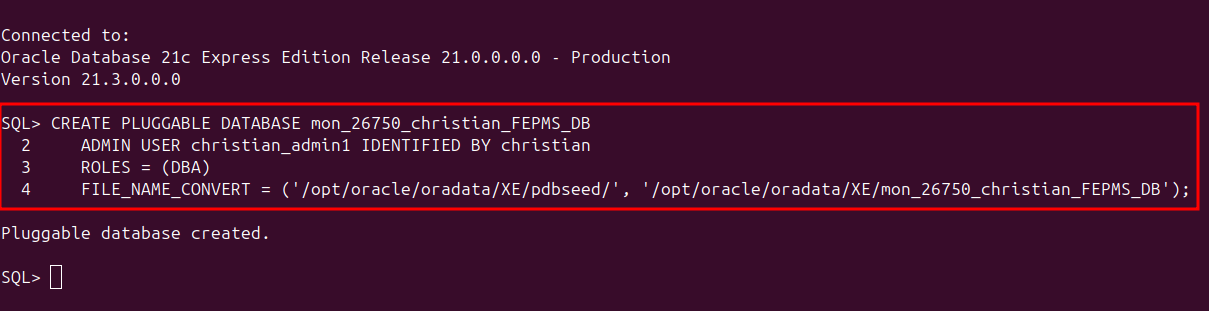 Connected to:
Oracle Database 21c Express Edition Release 21.0.0.0.0 - Production
Version 21.3.0.0.0
SQL> CREATE PLUGGABLE DATABASE mon_26750_christian_FEPMS_DB
2 ADMIN USER christian_admin1 IDENTIFIED BY christian
3 ROLES = (DBA)
4 FILE_NAME_CONVERT = ('/opt/oracle/oradata/XE/pdbseed/', '/opt/oracle/oradata/XE/mon_26750_christian_FEPMS_DB');
Pluggable database created.
SQL>